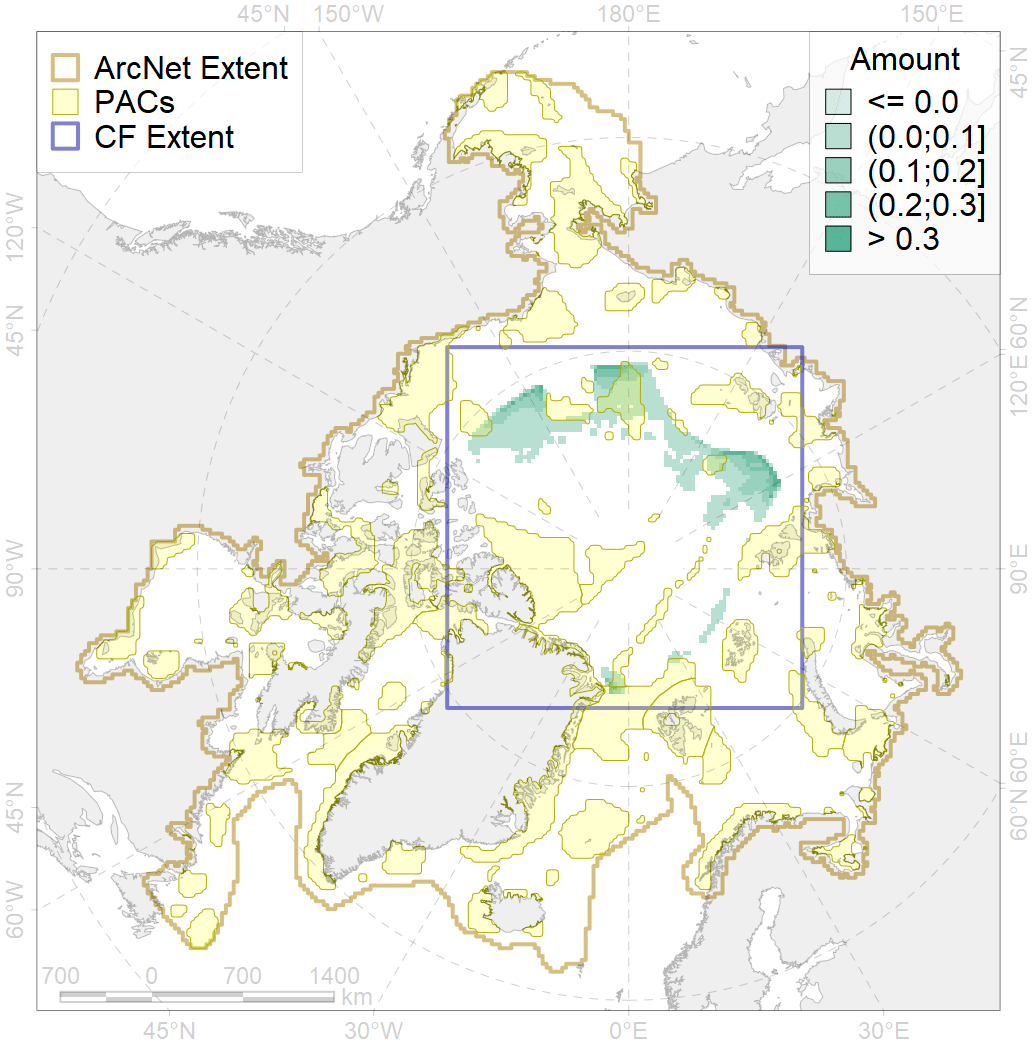 45°N 150°W 180°E 150°E
ArcNet Extent
PACs
CF Extent
Amount
<= 0.0
(0.0;0.1]
(0.1;0.2]
(0.2;0.3]
> 0.3
45°N
120°W
45°N
60°N
120°E
90°W
90°E
60°E
45°N
60°N
60°W
700 0 700 1400
km
45°N 30°W 0°E 30°E